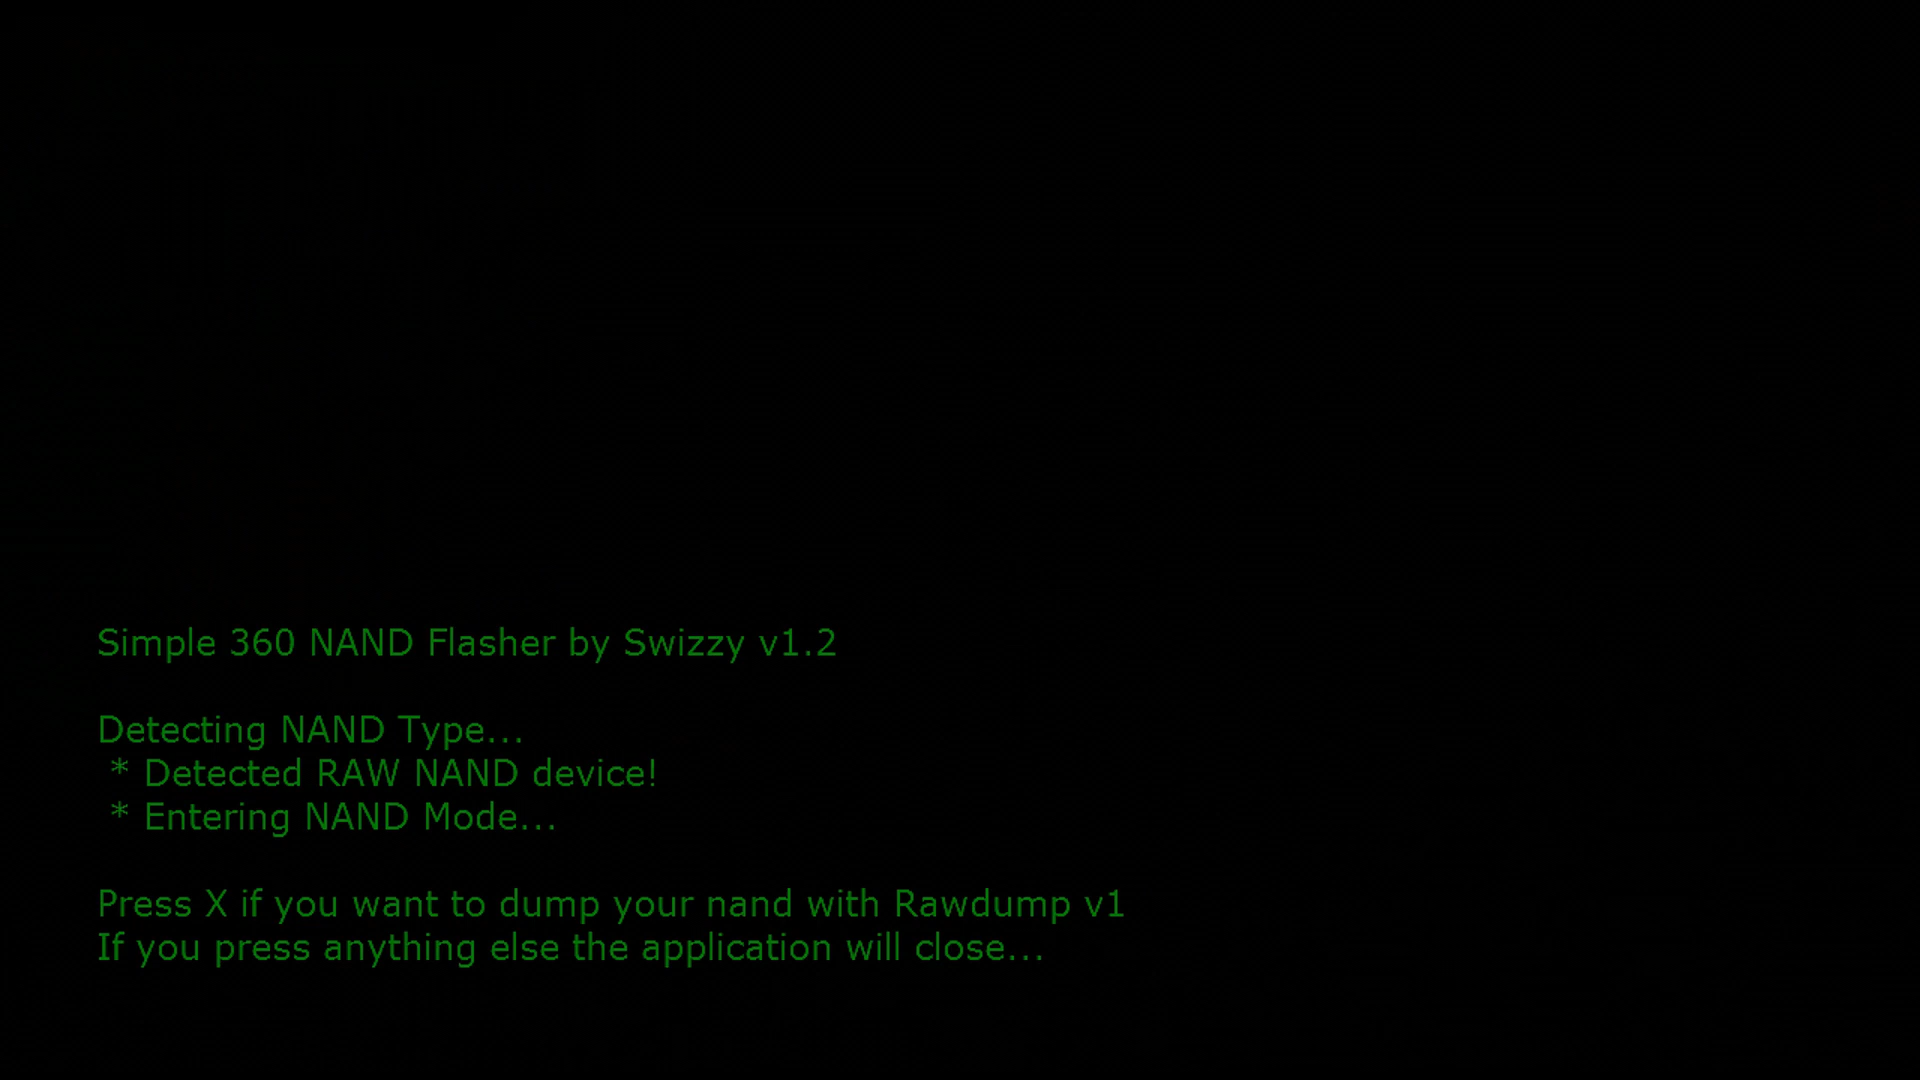 Simple 360 NAND Flasher by Swizzy v1.2
Detecting NAND Type...
* Detected RAW NAND device!
* Entering NAND Mode...
Press X if you want to dump your nand with Rawdump v1
If you press anything else the application will close...